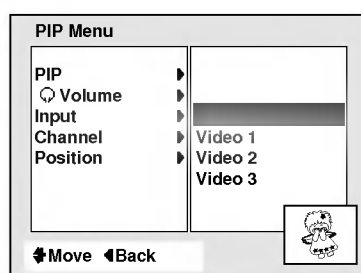 PIP Menu
PIP
Volume
Input
Channel
Position
Video 1
Video 2
Video 3
Move Back